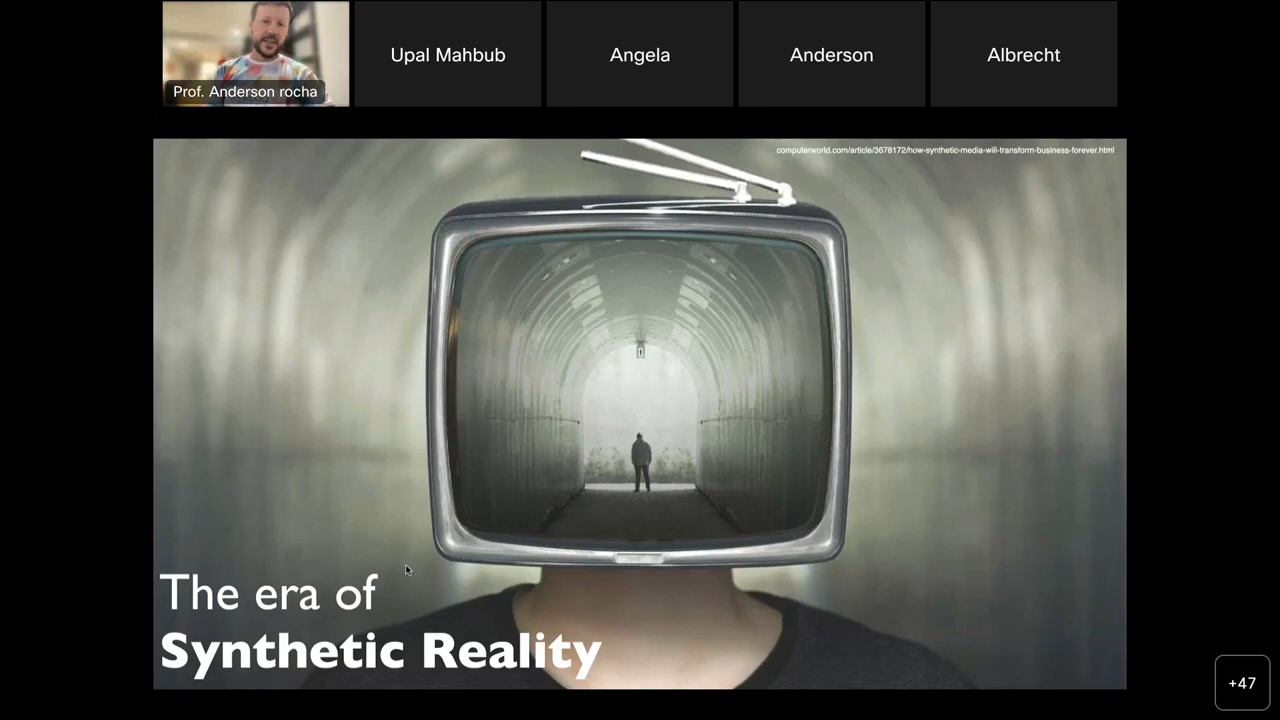 Upal Mahbub
Angela
Anderson
Albrecht
Prof. Anderson rocha
computerworld.com/article/3678172/how-synthetic-media-will-transform-business-forever.html
The era of
Synthetic Reality
+47